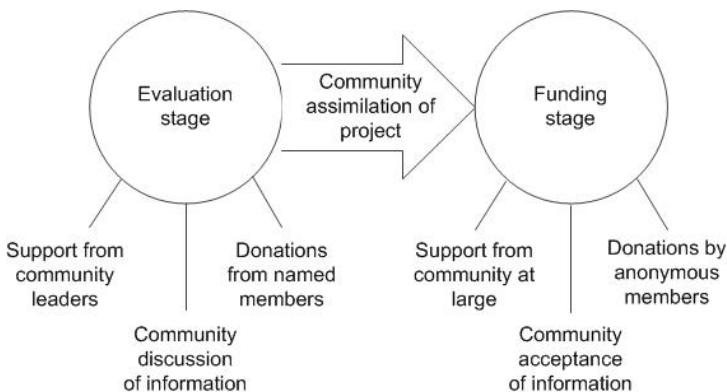 Evaluation
stage
Community
assimilation of
project
Funding
stage
Support from
community
leaders
Donations
from named
members
Community
discussion
of information
Support from
community at
large
Donations by
anonymous
members
Community
acceptance
of information